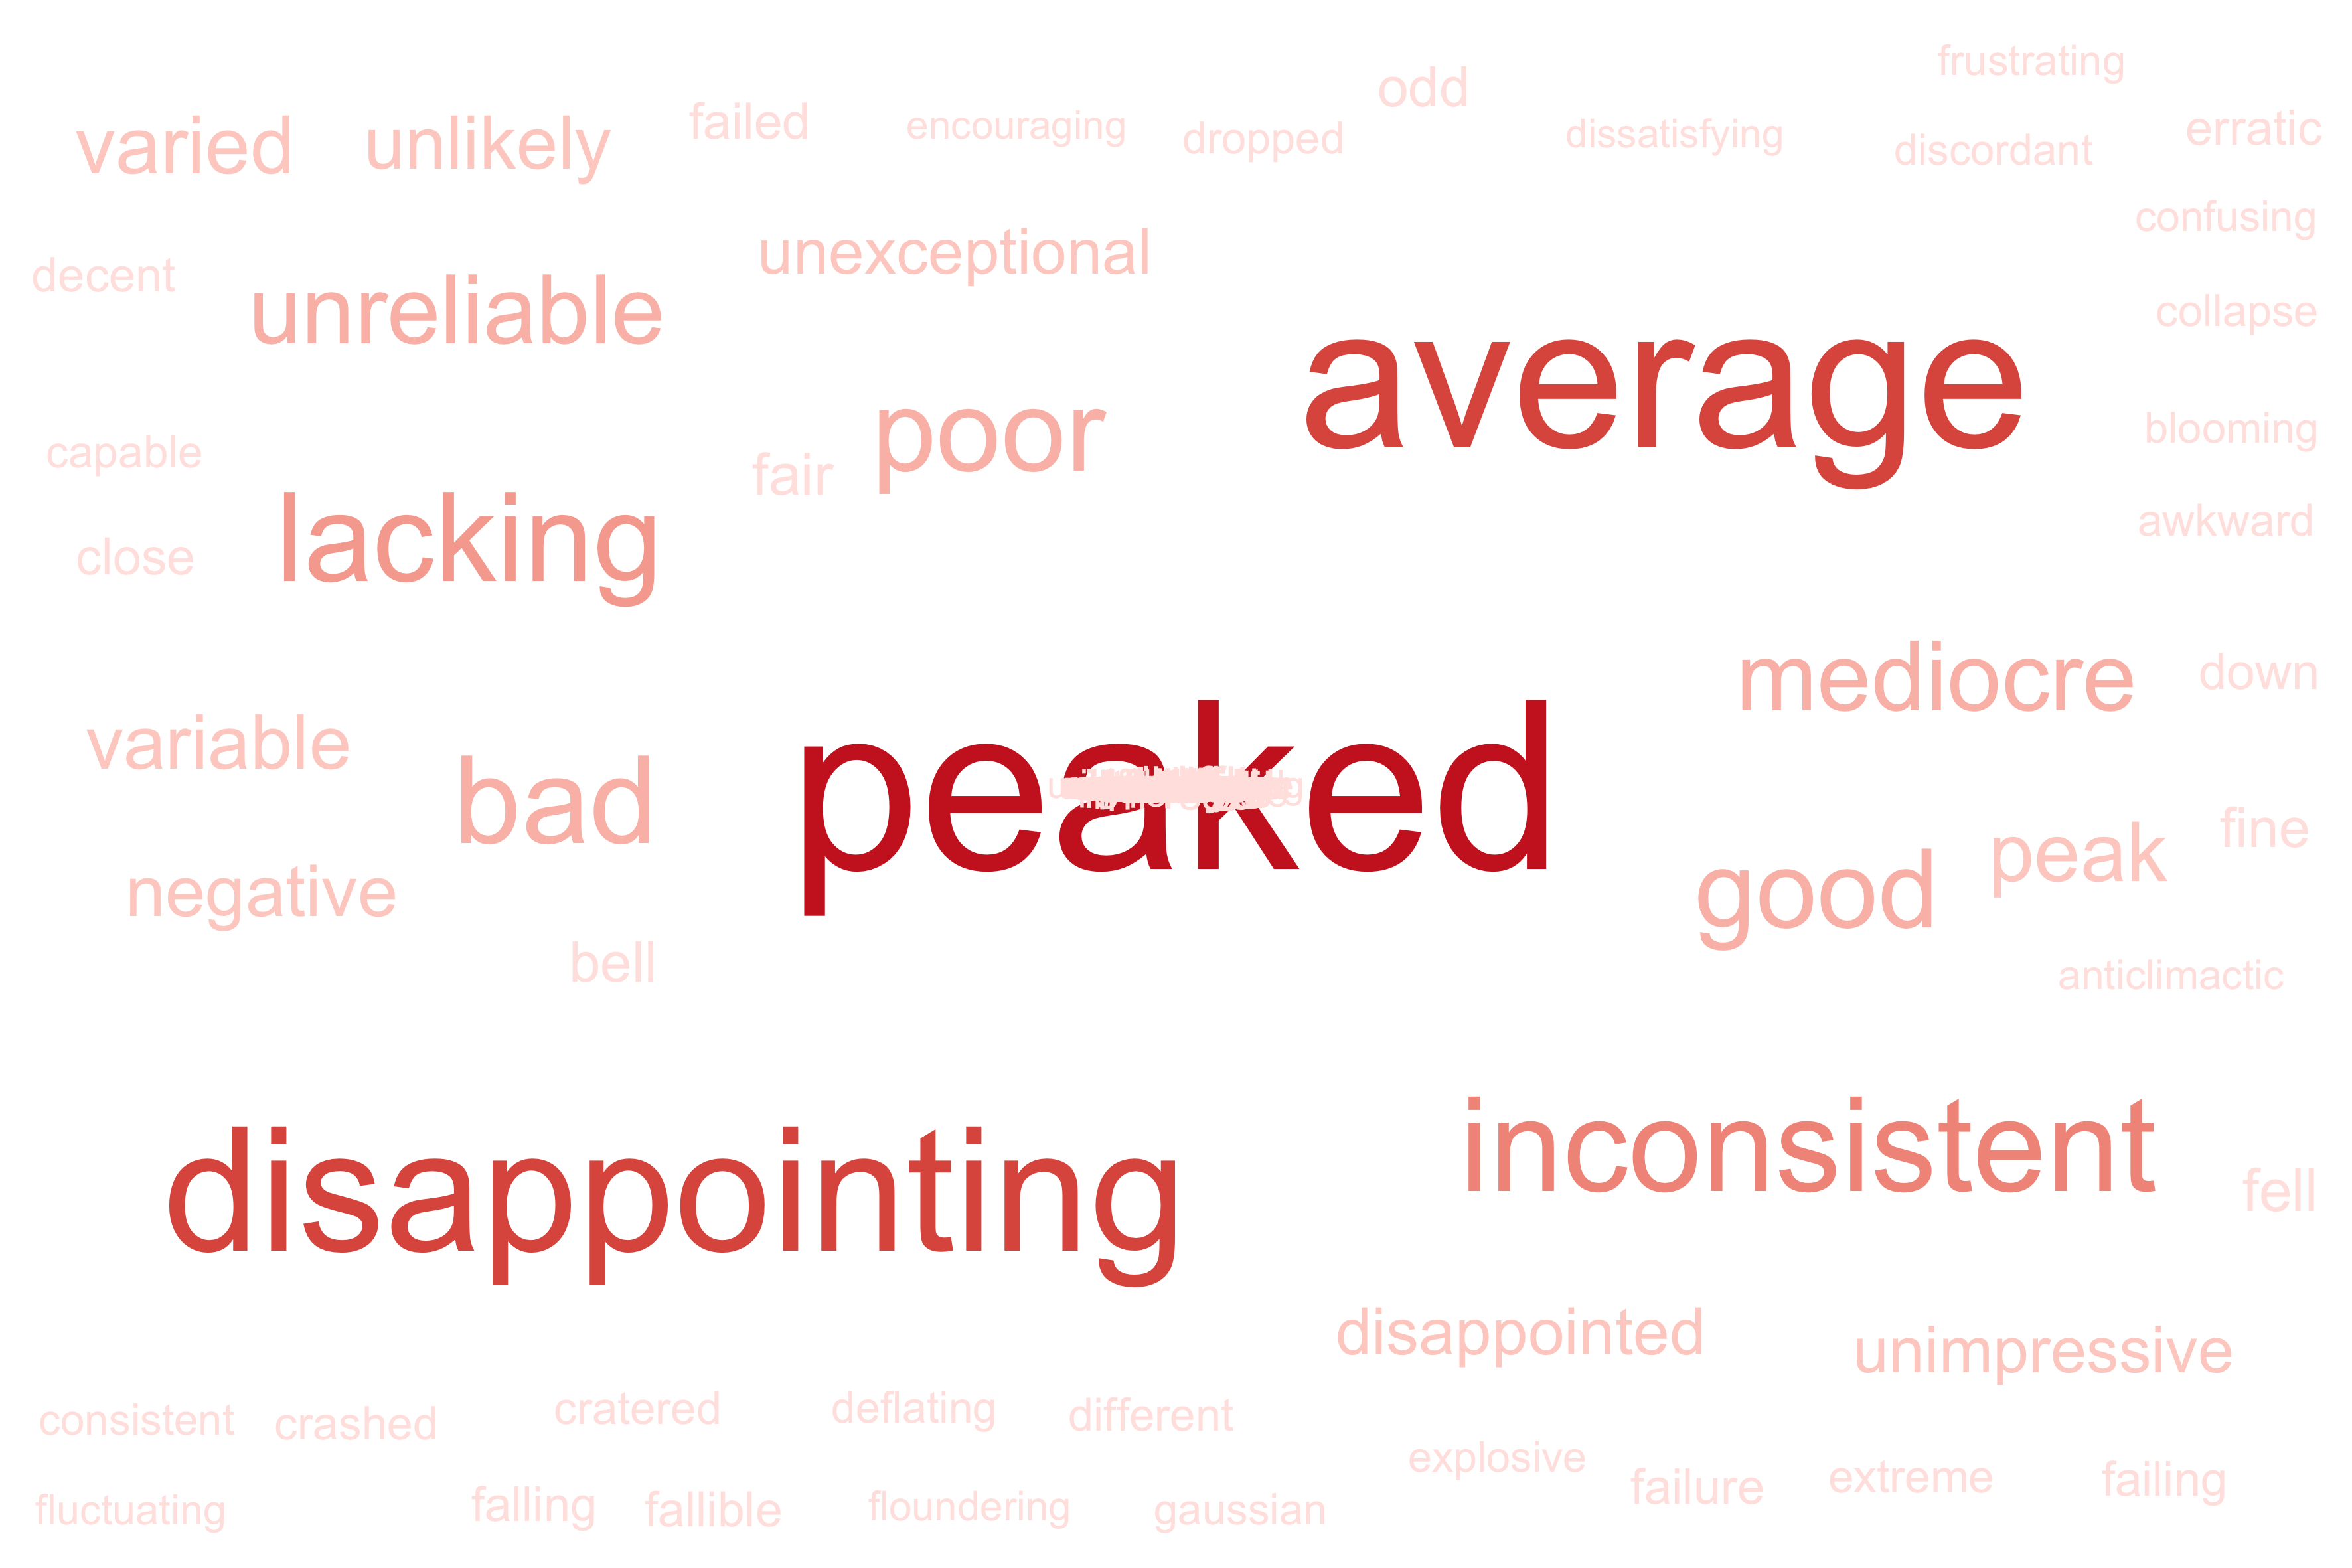 frustrating
odd
varied unlikely failed encouraging dropped dissatisfying discordant erratic
confusing
decent unreliable unexceptional
collapse
average
capable fair poor blooming
lacking awkward
close
mediocre down
variable bad peaked
negative good peak fine
bell anticlimactic
disappointing inconsistent fell
disappointed unimpressive
consistent crashed cratered deflating different
explosive failure extreme failing
fluctuating falling fallible floundering gaussian